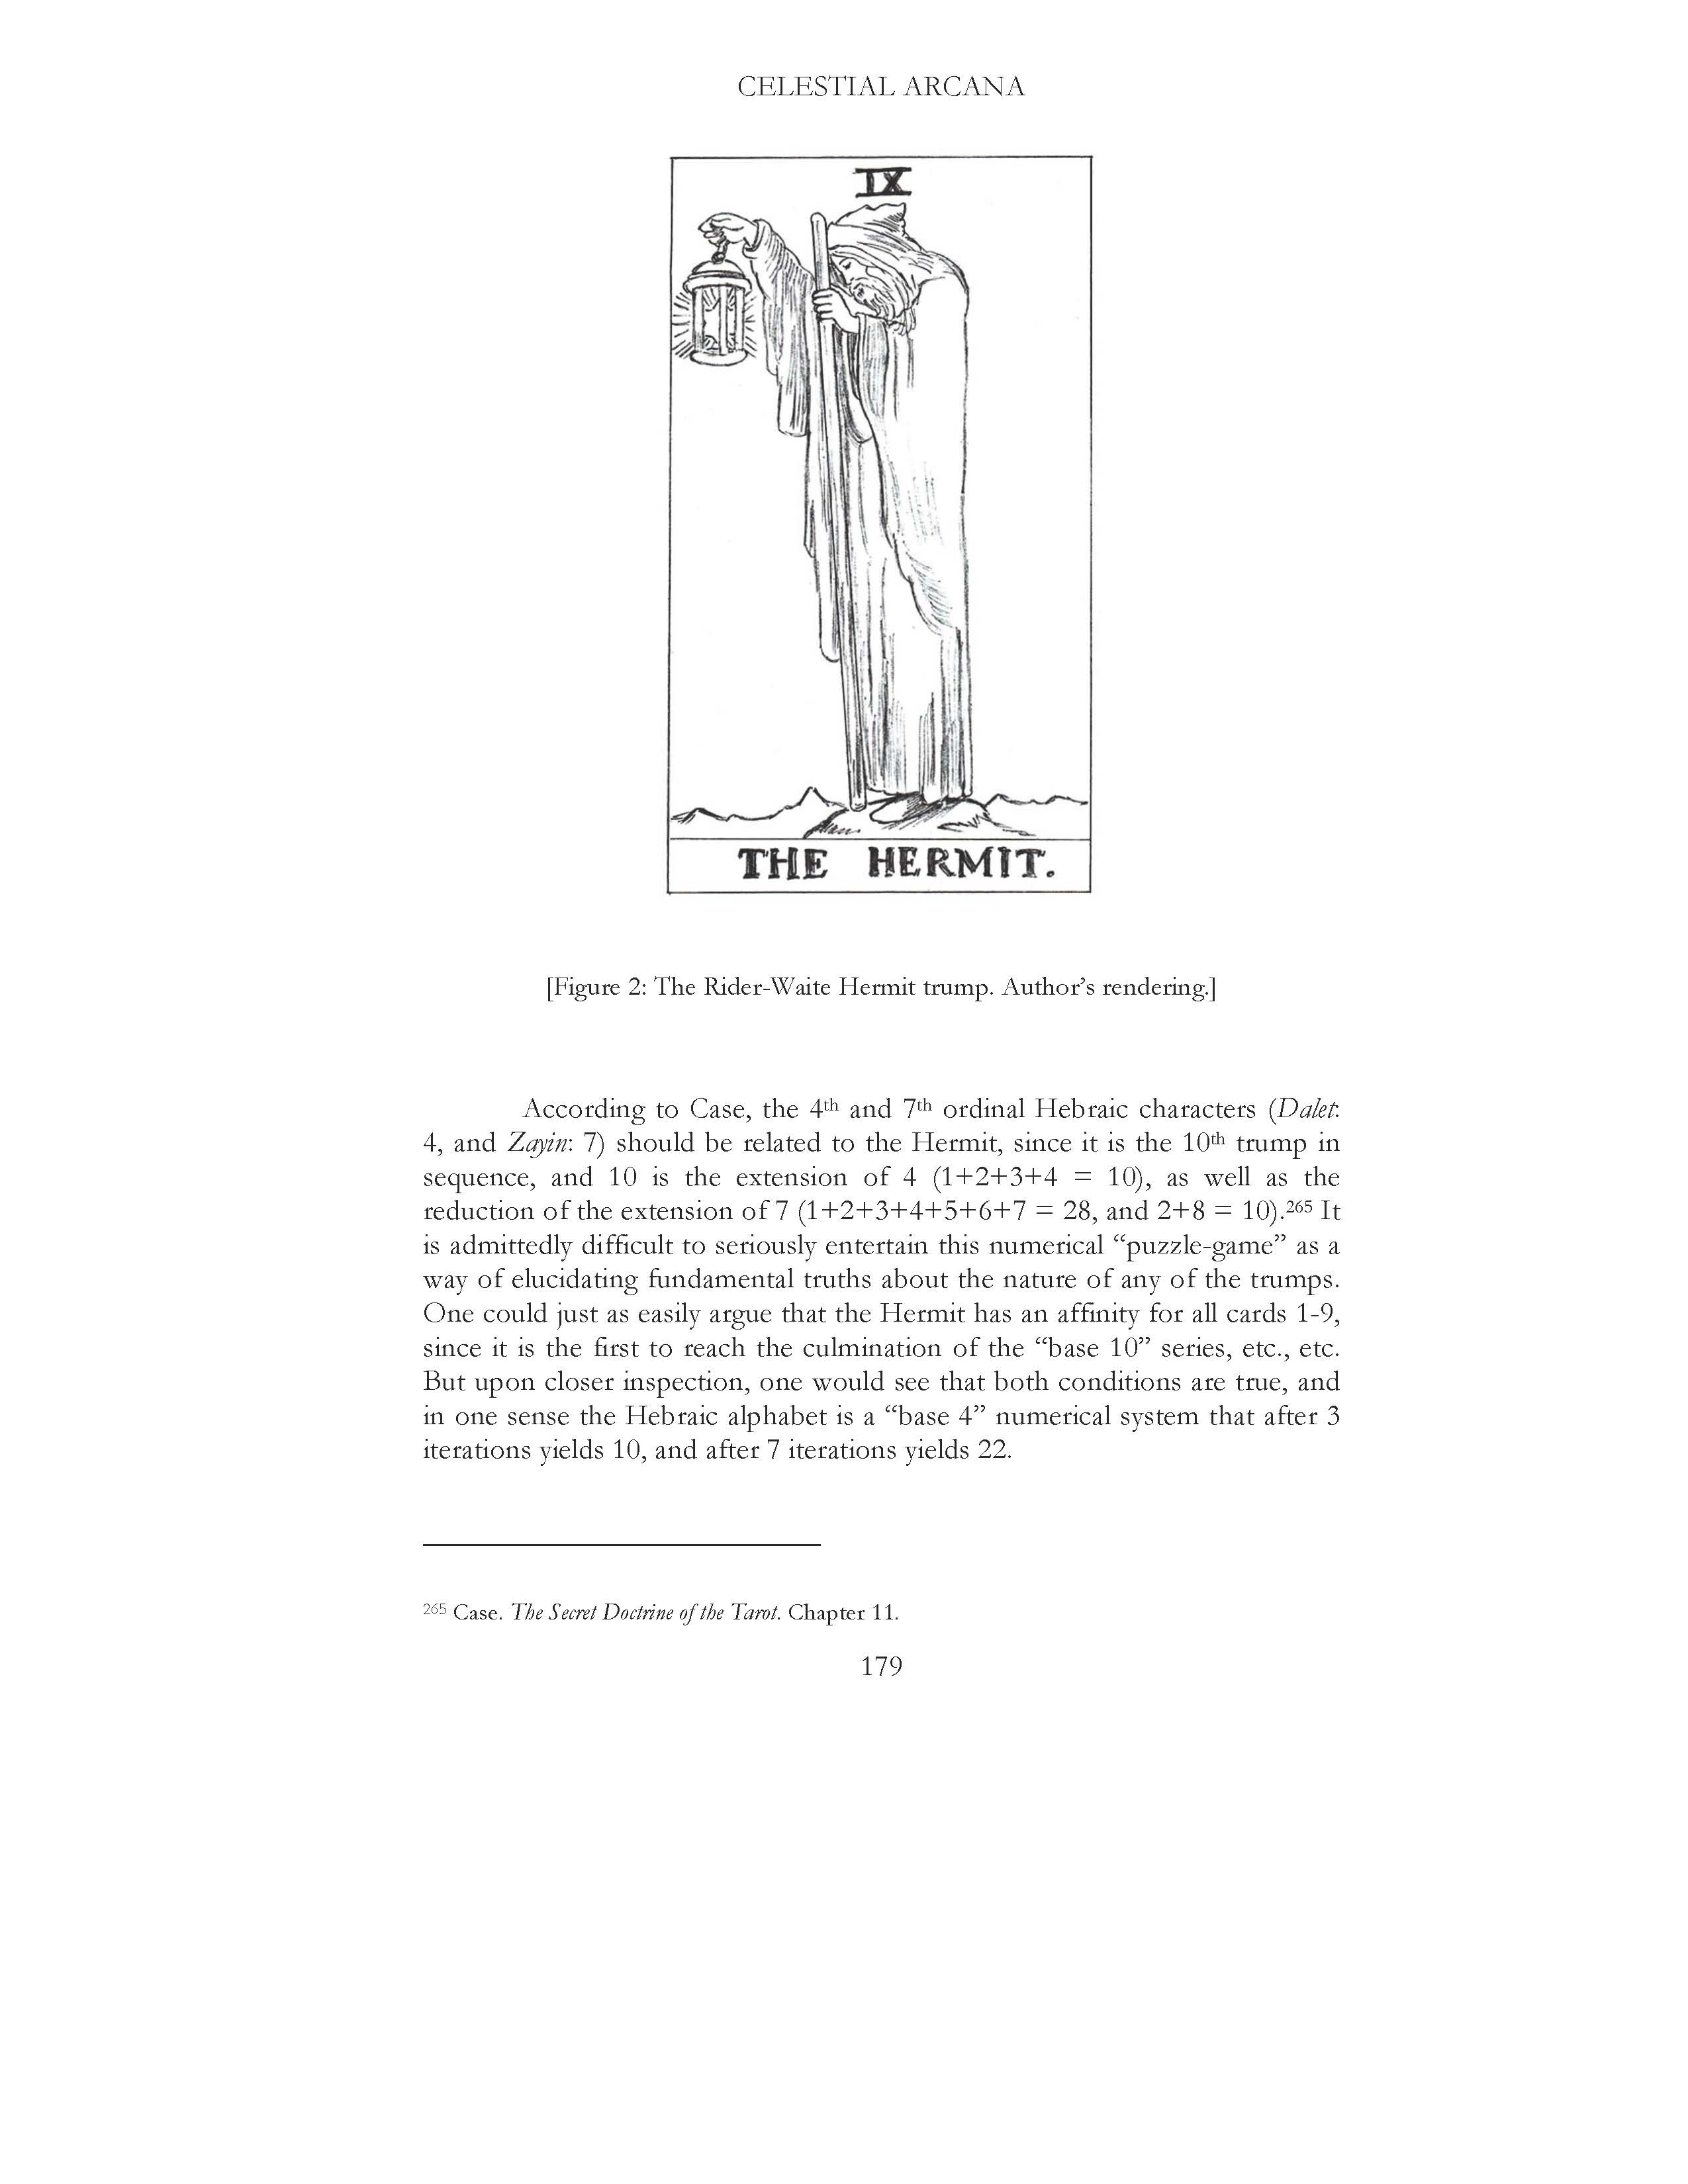 CELESTIAL ARCANA
IX
THE HERMIT.
[Figure 2: The Rider-Waite Hermit trump. Author’s rendering.]
According to Case, the 4th and 7th ordinal Hebraic characters (Dalet:
4, and Zayin: 7) should be related to the Hermit, since it is the 10th trump in
sequence, and 10 is the extension of 4 (1+2+3+4 = 10), as well as the
reduction of the extension of 7 (1+2+3+4+5+6+7 = 28, and 2+8 = 10).265 It
is admittedly difficult to seriously entertain this numerical “puzzle-game” as a
way of elucidating fundamental truths about the nature of any of the trumps.
One could just as easily argue that the Hermit has an affinity for all cards 1-9,
since it is the first to reach the culmination of the “base 10” series, etc., etc.
But upon closer inspection, one would see that both conditions are true, and
in one sense the Hebraic alphabet is a “base 4” numerical system that after 3
iterations yields 10, and after 7 iterations yields 22.
265 Case. The Secret Doctrine of the Tarot. Chapter 11.
179